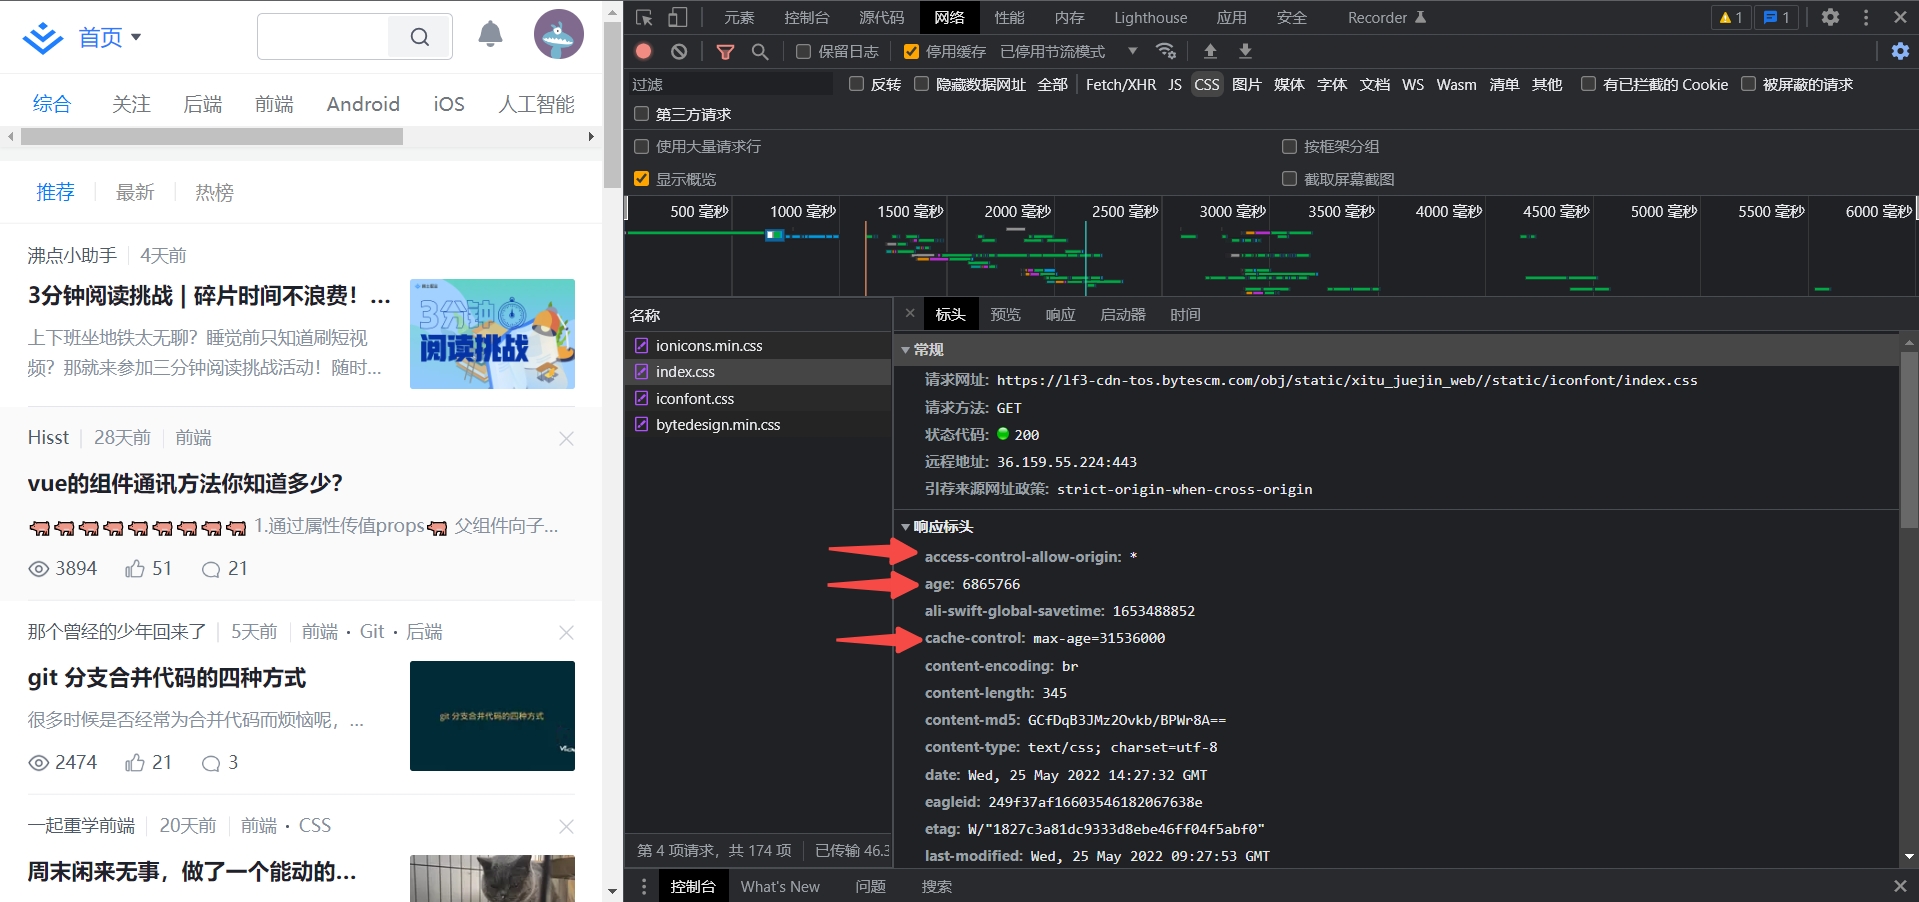 首页
综合 关注 后端 前端 Android iOS 人工智能
推荐 最新 热榜
沸点小助手 4天前
3分钟阅读挑战 | 碎片时间不浪费！...
上下班坐地铁太无聊？睡觉前只知道刷短视
频？那就来参加三分钟阅读挑战活动！随时...
3分钟
阅读挑战
Hisst 28天前 前端
vue的组件通讯方法你知道多少？
1.通过属性传值props 父组件向子...
3894 51 21
那个曾经的少年回来了 5天前 前端 · Git · 后端
git 分支合并代码的四种方式
很多时候是否经常为合并代码而烦恼呢，...
git 分支合并代码的四种方式
2474 21 3
一起重学前端 20天前 前端 · CSS
周末闲来无事，做了一个能动的...
元素 控制台 源代码 网络 性能 内存 Lighthouse 应用 安全 Recorder 1 1
保留日志 停用缓存 已停用节流模式
过滤 反转 隐藏数据网址 全部 Fetch/XHR JS CSS 图片 媒体 字体 文档 WS Wasm 清单 其他 有已拦截的 Cookie 被屏蔽的请求
第三方请求
使用大量请求行 按框架分组
显示概览 截取屏幕截图
500 毫秒 1000 毫秒 1500 毫秒 2000 毫秒 2500 毫秒 3000 毫秒 3500 毫秒 4000 毫秒 4500 毫秒 5000 毫秒 5500 毫秒 6000 毫秒
名称
ionicons.min.css
index.css
iconfont.css
bytedesign.min.css
第 4 项请求，共 174 项 已传输 46.3
标头 预览 响应 启动器 时间
常规
请求网址: https://lf3-cdn-tos.bytescm.com/obj/static/xitu_juejin_web//static/iconfont/index.css
请求方法: GET
状态代码: 200
远程地址: 36.159.55.224:443
引荐来源网址政策: strict-origin-when-cross-origin
响应标头
access-control-allow-origin: *
age: 6865766
ali-swift-global-savetime: 1653488852
cache-control: max-age=31536000
content-encoding: br
content-length: 345
content-md5: GCfDqB3JMz2Ovkb/BPWr8A==
content-type: text/css; charset=utf-8
date: Wed, 25 May 2022 14:27:32 GMT
eagleid: 249f37af16603546182067638e
etag: W/"1827c3a81dc9333d8ebe46ff04f5abf0"
last-modified: Wed, 25 May 2022 09:27:53 GMT
控制台 What's New 问题 搜索